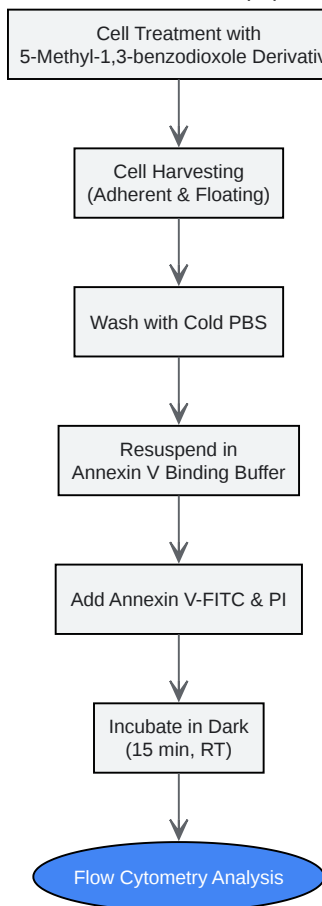 Cell Treatment with
5-Methyl-1,3-benzodioxole Derivativ
Cell Harvesting
(Adherent & Floating)
Wash with Cold PBS
Resuspend in
Annexin V Binding Buffer
Add Annexin V-FITC & PI
Incubate in Dark
(15 min, RT)
Flow Cytometry Analysis